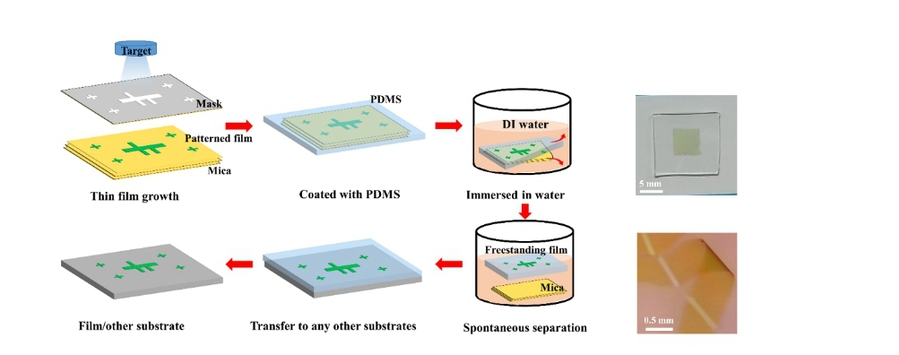 Target
Mask
Patterned film
Mica
Thin film growth
PDMS
Coated with PDMS
DI water
Immersed in water
5 mm
Film/other substrate
Transfer to any other substrates
Freestanding film
Mica
Spontaneous separation
0.5 mm